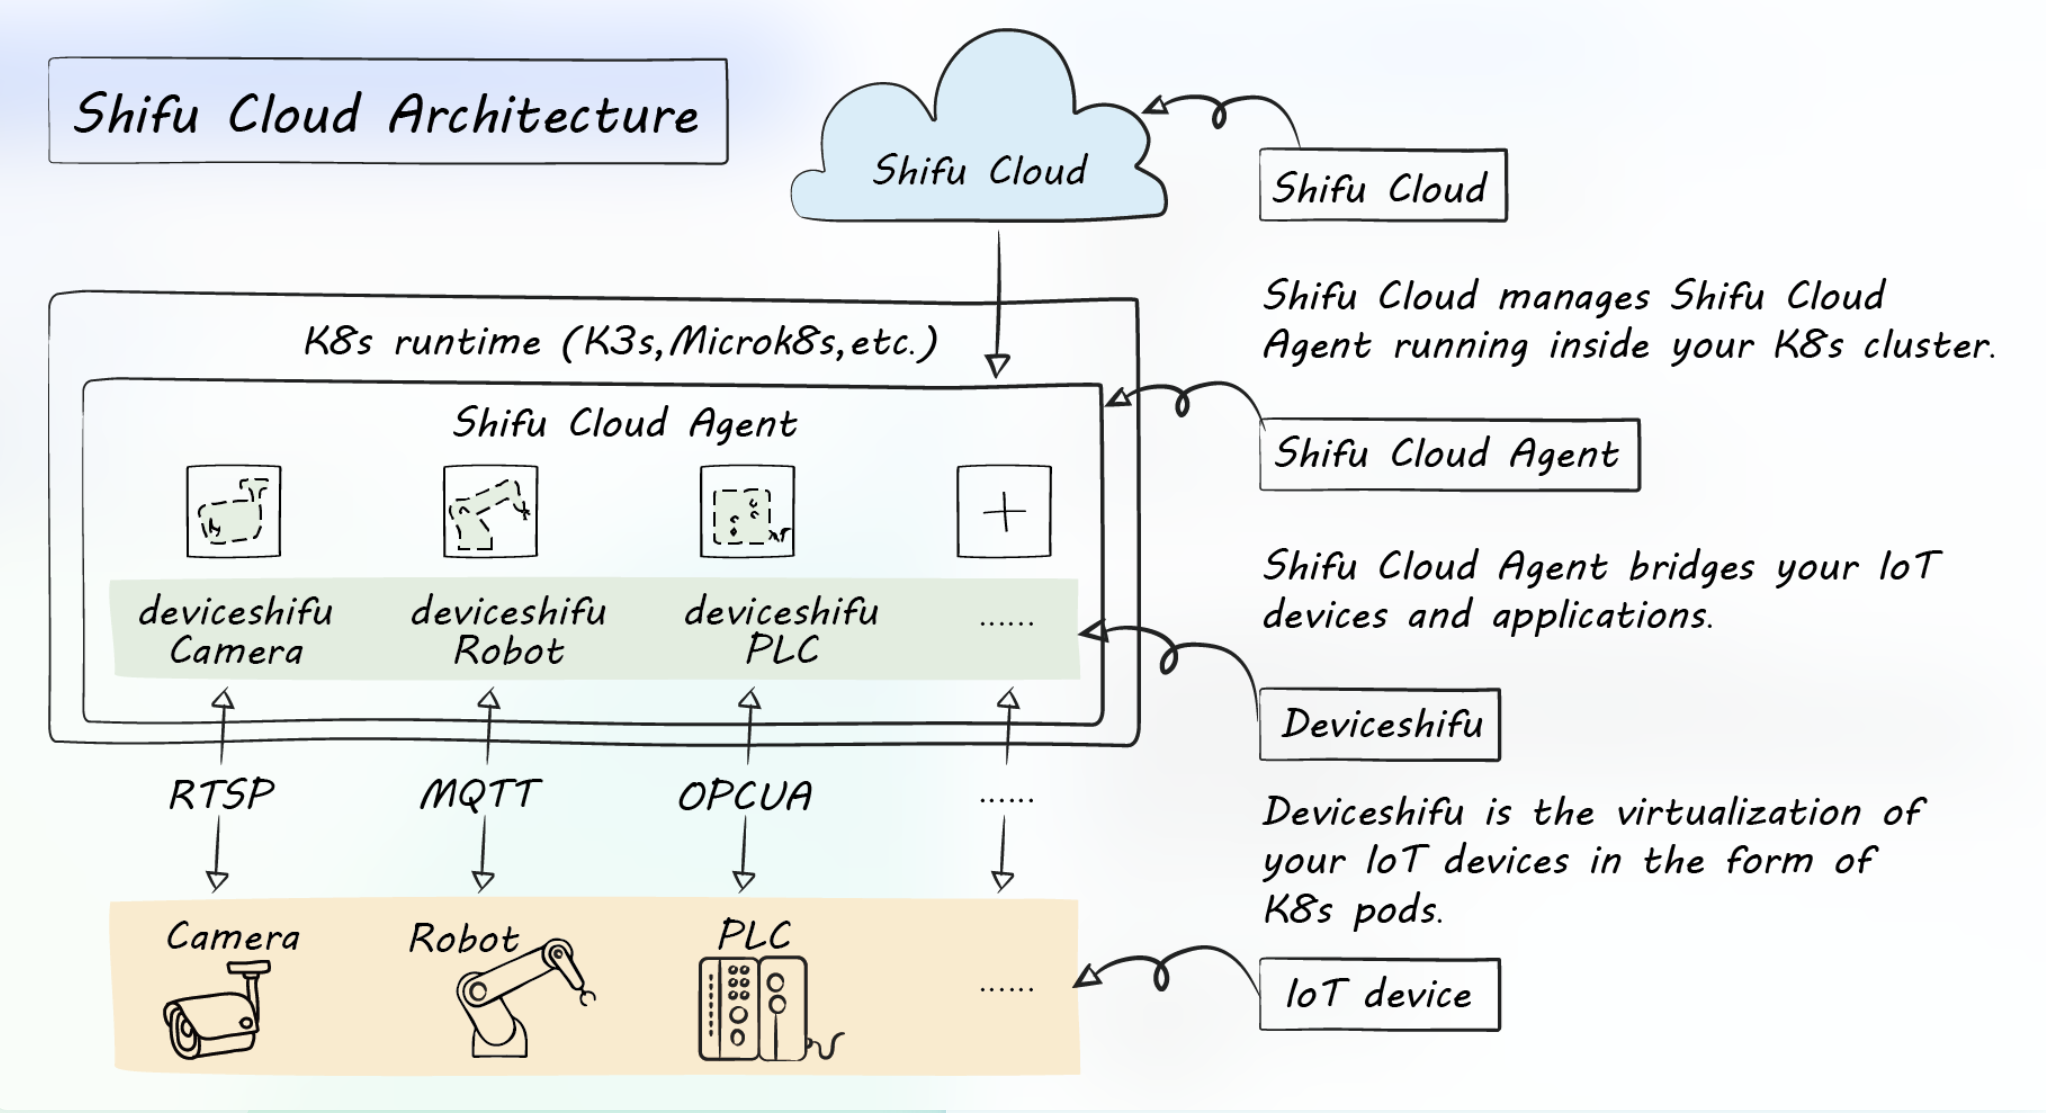 Shifu Cloud Architecture
Shifu Cloud
K8s runtime (K3s, Microk8s, etc.)
Shifu Cloud Agent
deviceshifu
Camera
deviceshifu
Robot
deviceshifu
PLC
......
RTSP
MQTT
OPCUA
......
Camera
Robot
PLC
......
Shifu Cloud
Shifu Cloud manages Shifu Cloud
Agent running inside your K8s cluster.
Shifu Cloud Agent
Shifu Cloud Agent bridges your IoT
devices and applications.
Deviceshifu
Deviceshifu is the virtualization of
your IoT devices in the form of
K8s pods.
IoT device